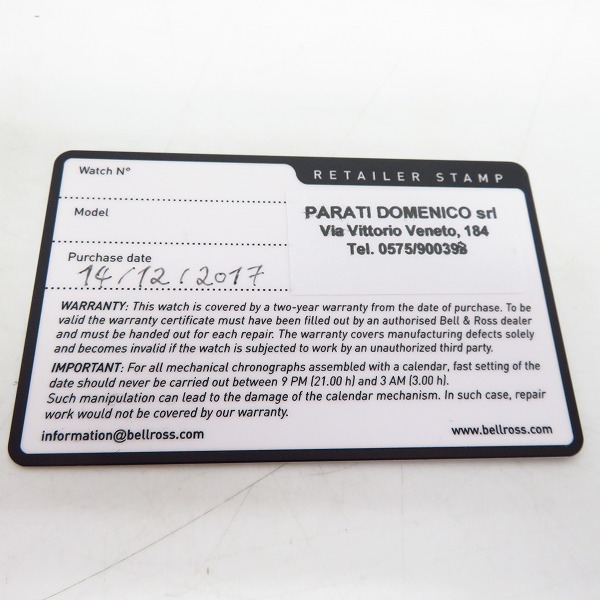 Watch N°
RETAILER STAMP
Model
PARATI DOMENICO srl
Via Vittorio Veneto, 184
Tel. 0575/900393
Purchase date
14/12/2017
WARRANTY: This watch is covered by a two-year warranty from the date of purchase. To be
valid the warranty certificate must have been filled out by an authorised Bell & Ross dealer
and must be handed out for each repair. The warranty covers manufacturing defects solely
and becomes invalid if the watch is subjected to work by an unauthorized third party.
IMPORTANT: For all mechanical chronographs assembled with a calendar, fast setting of the
date should never be carried out between 9 PM (21.00 h) and 3 AM (3.00 h).
Such manipulation can lead to the damage of the calendar mechanism. In such case, repair
work would not be covered by our warranty.
information@bellross.com
www.bellross.com